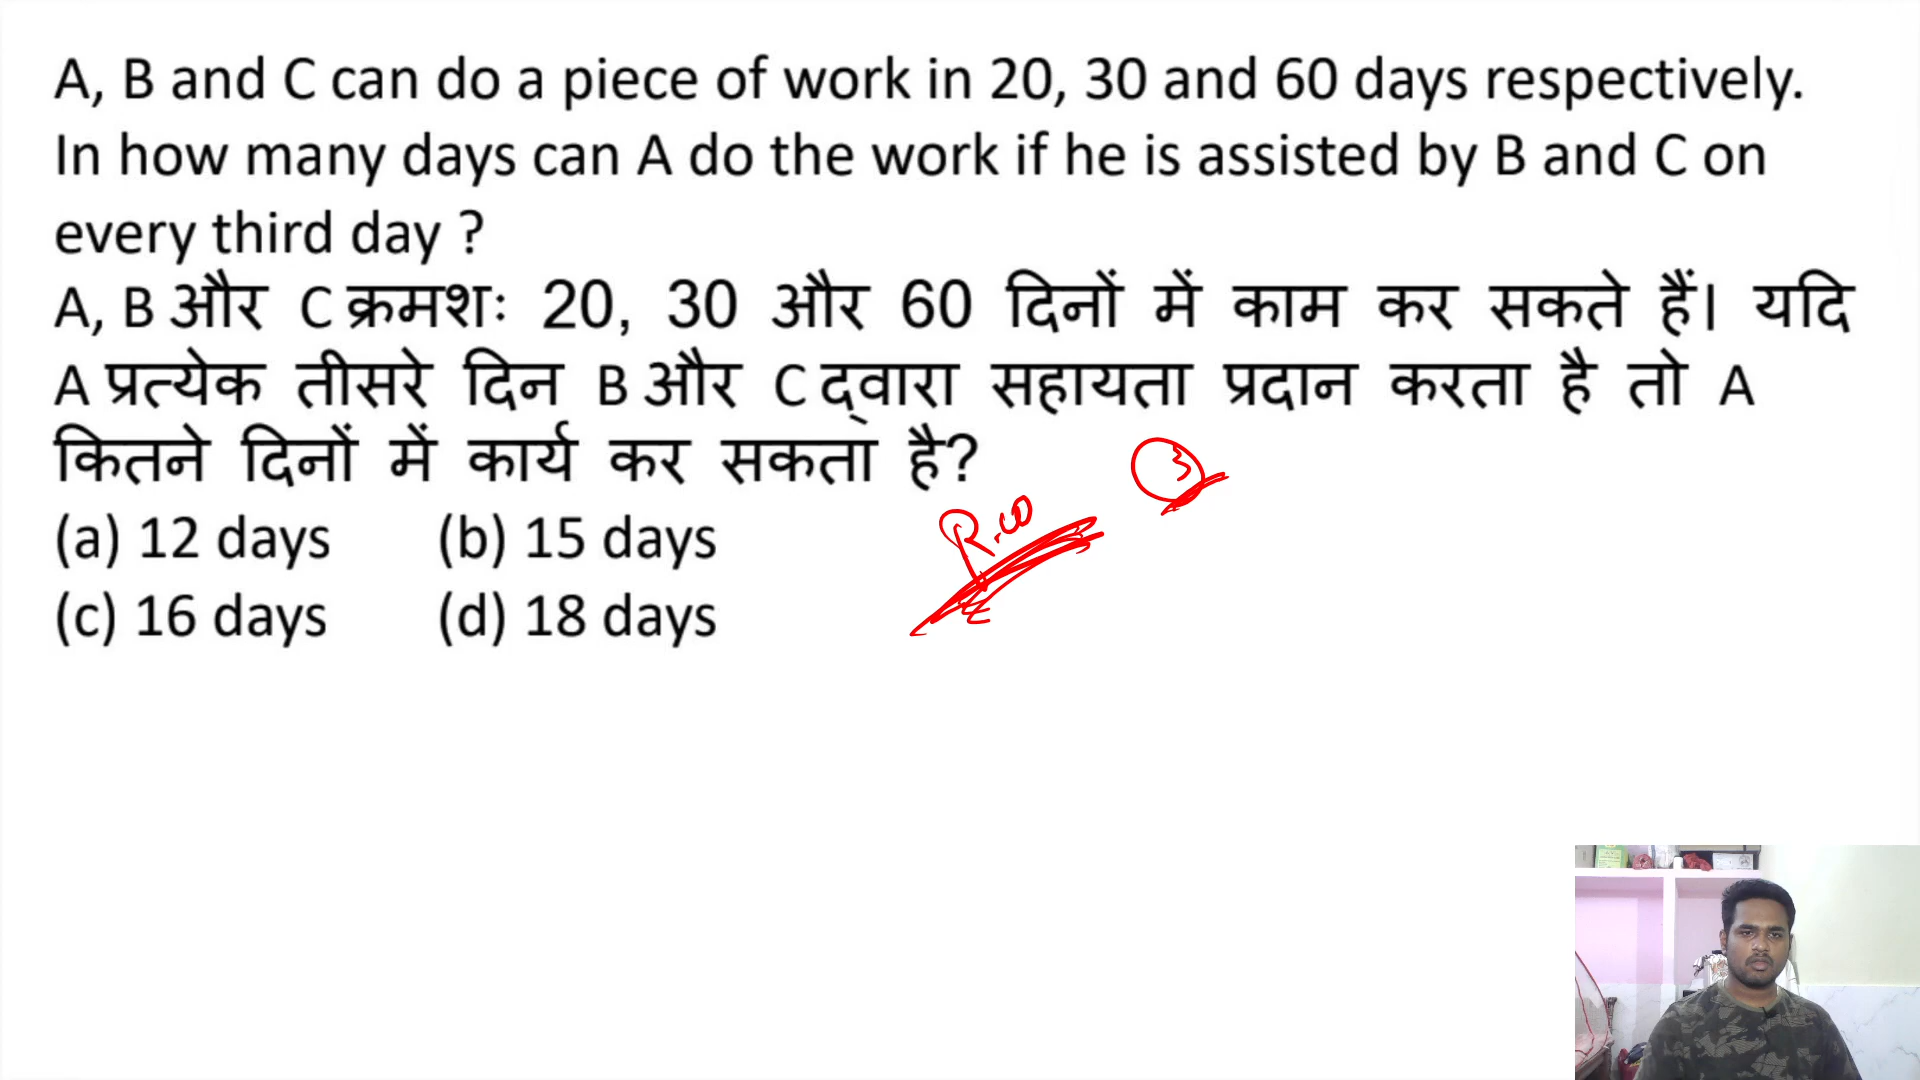 A, B and C can do a piece of work in 20, 30 and 60 days respectively.
In how many days can A do the work if he is assisted by B and C on
every third day ?
A, B और C क्रमशः 20, 30 और 60 दिनों में काम कर सकते हैं। यदि
A प्रत्येक तीसरे दिन B और C द्वारा सहायता प्रदान करता है तो A
कितने दिनों में कार्य कर सकता है?
3
(a) 12 days (b) 15 days
(c) 16 days (d) 18 days